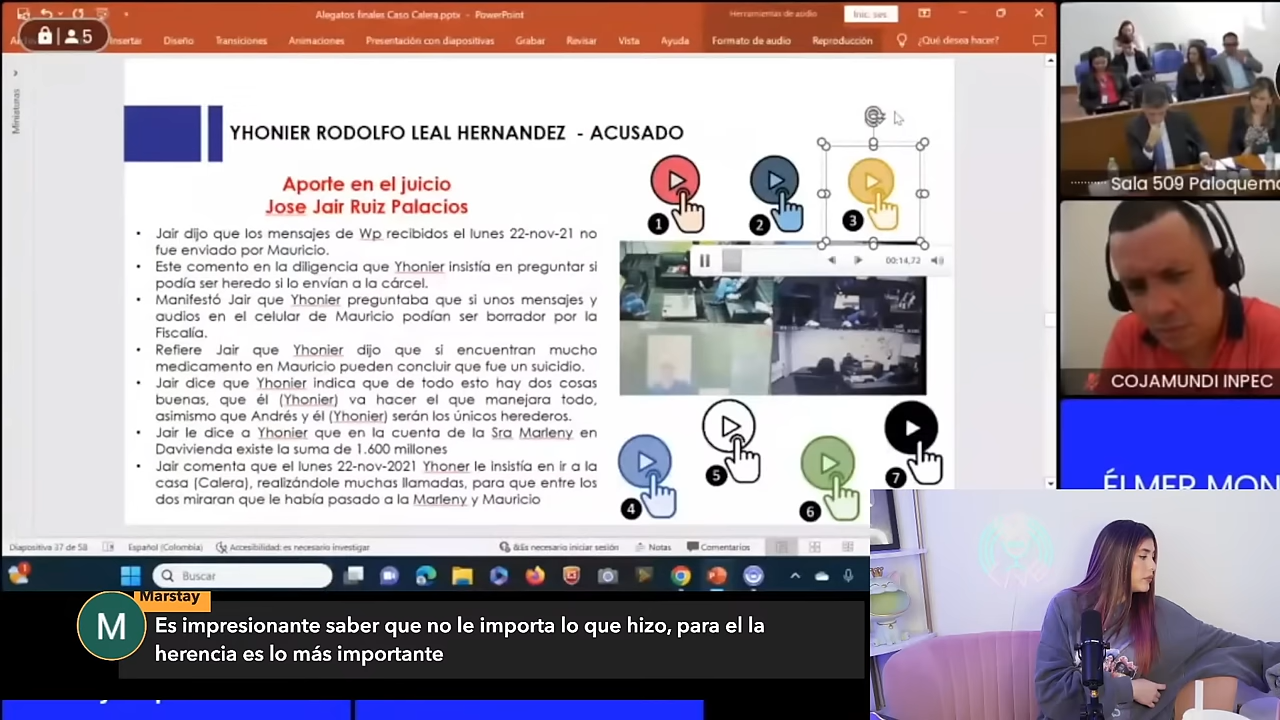 Alegatos finales Caso Calera.pptx - PowerPoint
Herramientas de audio
Inic. ses
5
Insertar
Diseño
Transiciones
Animaciones
Presentación con diapositivas
Grabar
Revisar
Vista
Ayuda
Formato de audio
Reproducción
¿Qué desea hacer?
Miniaturas
YHONIER RODOLFO LEAL HERNANDEZ - ACUSADO
Aporte en el juicio
Jose Jair Ruiz Palacios
• Jair dijo que los mensajes de Wp recibidos el lunes 22-nov-21 no
fue enviado por Mauricio.
• Este comento en la diligencia que Yhonier insistía en preguntar si
podía ser heredo si lo envían a la cárcel.
• Manifestó Jair que Yhonier preguntaba que si unos mensajes y
audios en el celular de Mauricio podían ser borrador por la
Fiscalía.
• Refiere Jair que Yhonier dijo que si encuentran mucho
medicamento en Mauricio pueden concluir que fue un suicidio.
• Jair dice que Yhonier indica que de todo esto hay dos cosas
buenas, que él (Yhonier) va hacer el que manejara todo,
asimismo que Andrés y él (Yhonier) serán los únicos herederos.
• Jair le dice a Yhonier que en la cuenta de la Sra Marleny en
Davivienda existe la suma de 1.600 millones
• Jair comenta que el lunes 22-nov-2021 Yhoner le Insistía en ir a la
casa (Calera), realizándole muchas llamadas, para que entre los
dos miraran que le había pasado a la Marleny y Mauricio
1
2
3
00:14,72
4
5
6
7
Sala 509 Paloquema
COJAMUNDI INPEC
ÉLMER MON
Diapositiva 37 de 58
Español (Colombia)
Accesibilidad: es necesario investigar
Es necesario iniciar sesión
Notas
Comentarios
Buscar
Marstay
M
Es impresionante saber que no le importa lo que hizo, para el la
herencia es lo más importante